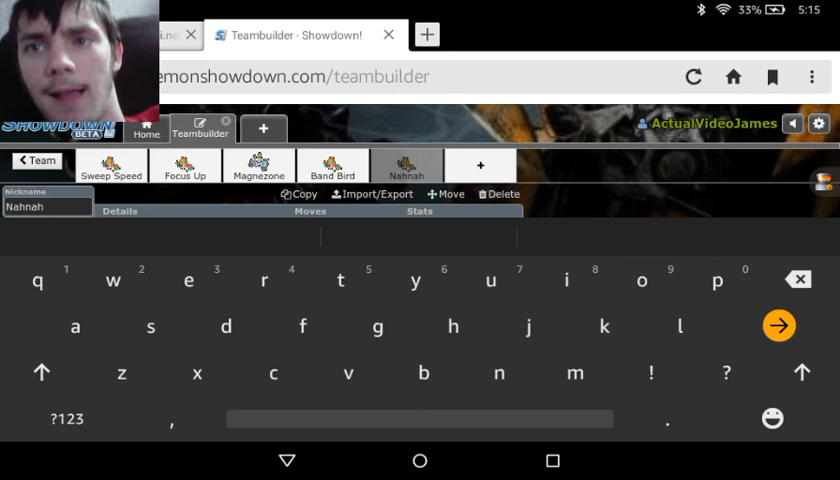 33%
5:15
i.ne
Teambuilder - Showdown!
emonshowdown.com/teambuilder
SHOWDOWN!
BETA
Home
Teambuilder
+
ActualVideoJames
Team
Sweep Speed
Focus Up
Magnezone
Band Bird
Nahnah
+
Copy
Import/Export
Move
Delete
Nickname
Nahnah
Details
Moves
Stats
q 1 w 2 e 3 r 4 t 5 y 6 u 7 i 8 o 9 p 0
a s d f g h j k l
z x c v b n m ! ?
?123 , .